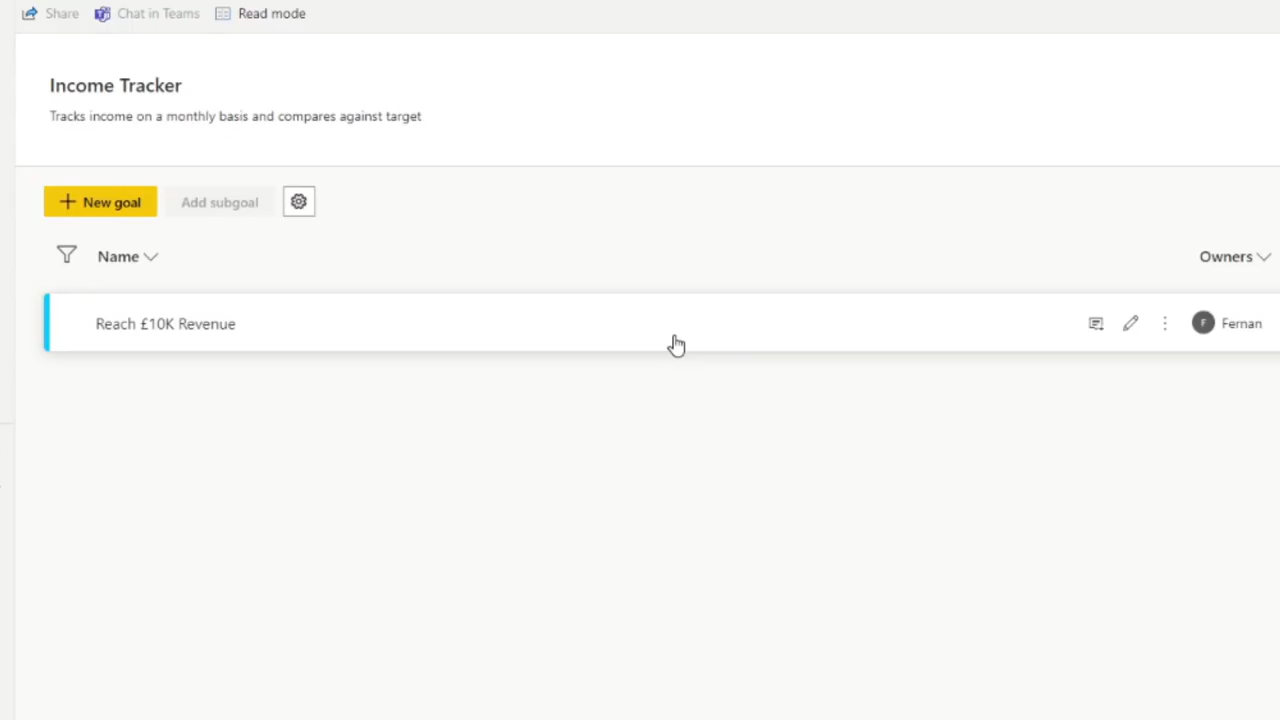 Share Chat in Teams Read mode
Income Tracker
Tracks income on a monthly basis and compares against target
New goal Add subgoal
Name Owners
Reach £10K Revenue F Fernan